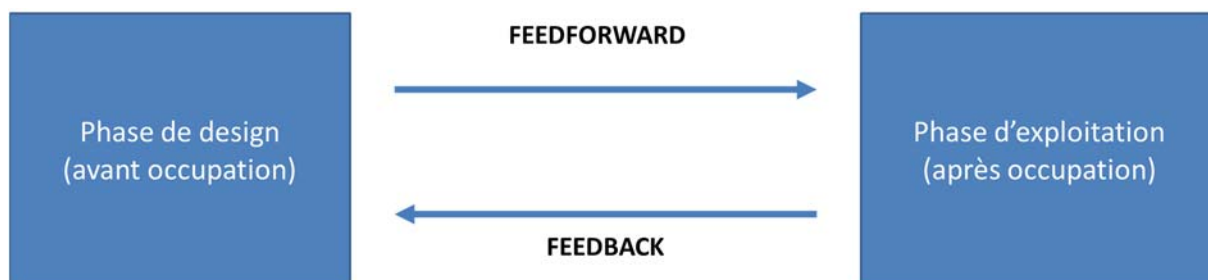 FEEDFORWARD
Phase de design
(avant occupation)
Phase d’exploitation
(après occupation)
FEEDBACK